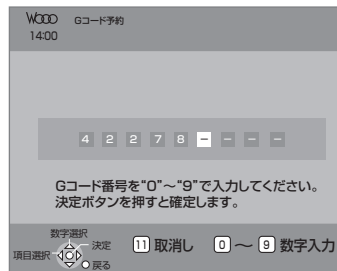 Wooo Gコード予約
14:00
4 2 2 7 8 – – – –
Gコード番号を“0”～“9”で入力してください。
決定ボタンを押すと確定します。
数字選択
項目選択 決定 11 取消し 0 ～ 9 数字入力
戻る